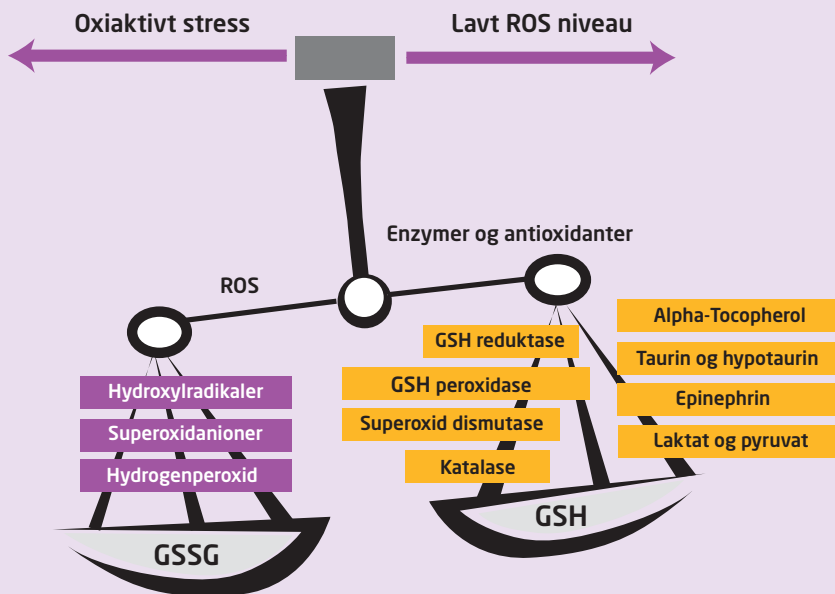 Oxiaktivt stress
Lavt ROS niveau
Enzymer og antioxidanter
ROS
Hydroxylradikaler
Superoxidanioner
Hydrogenperoxid
GSSG
GSH reduktase
GSH peroxidase
Superoxid dismutase
Katalase
Alpha-Tocopherol
Taurin og hypotaurin
Epinephrin
Laktat og pyruvat
GSH